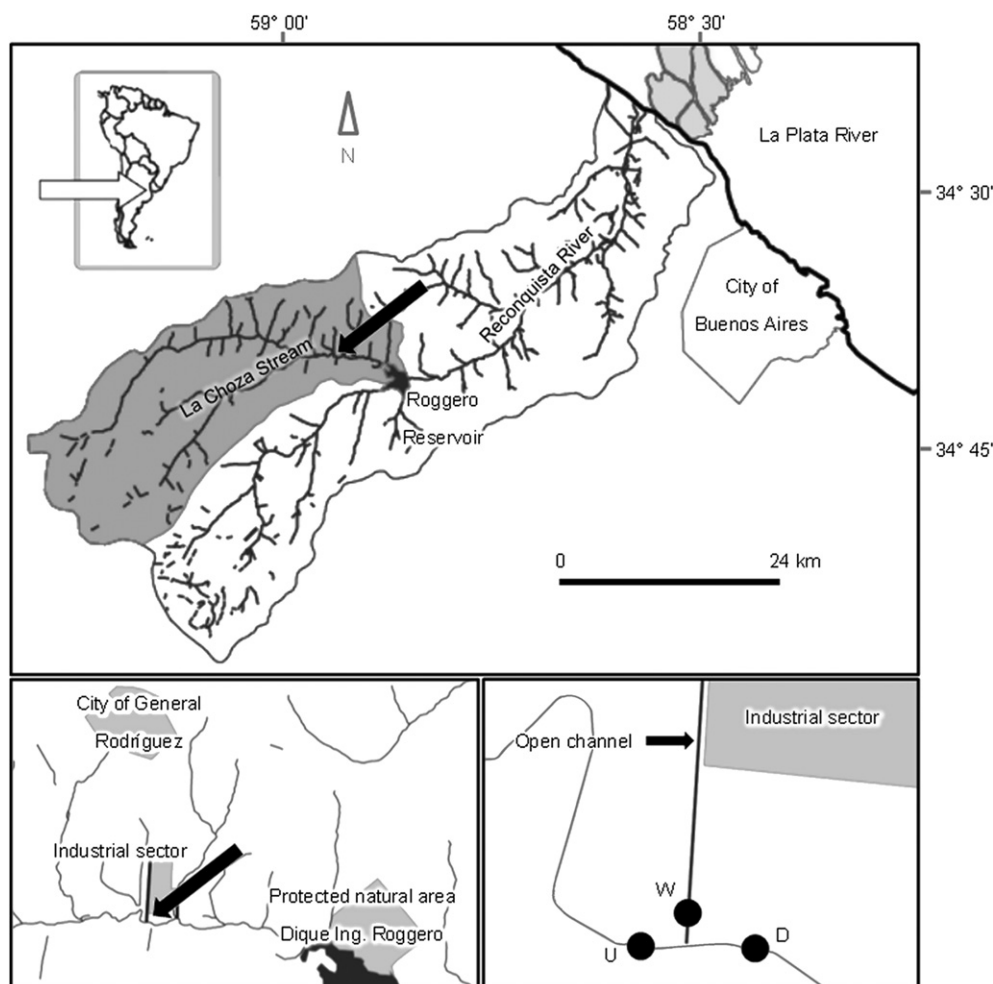 59° 00'
58° 30'
La Plata River
N
34° 30'
Reconquista River
City of
Buenos Aires
La Choza Stream
Roggero
Reservoir
34° 45'
0 24 km
City of General
Rodríguez
Industrial sector
Protected natural area
Dique Ing. Roggero
Industrial sector
Open channel
W
U
D